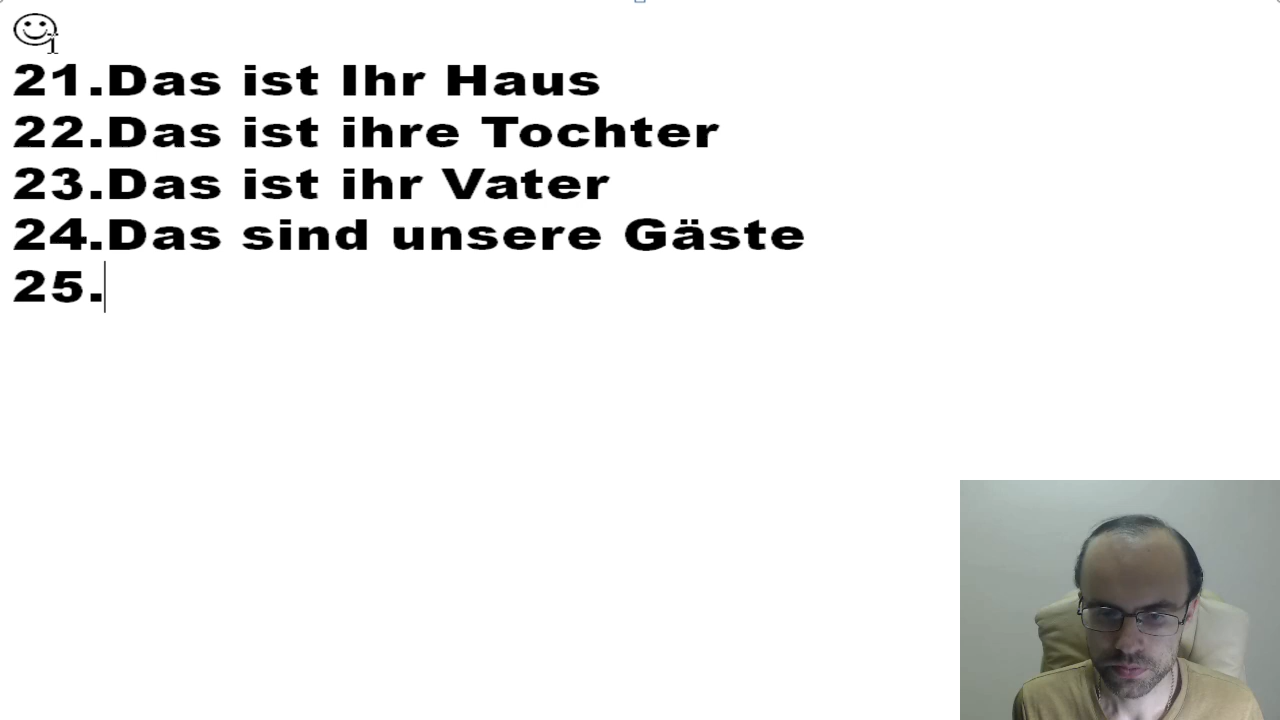 21.Das ist Ihr Haus
22.Das ist ihre Tochter
23.Das ist ihr Vater
24.Das sind unsere Gäste
25.